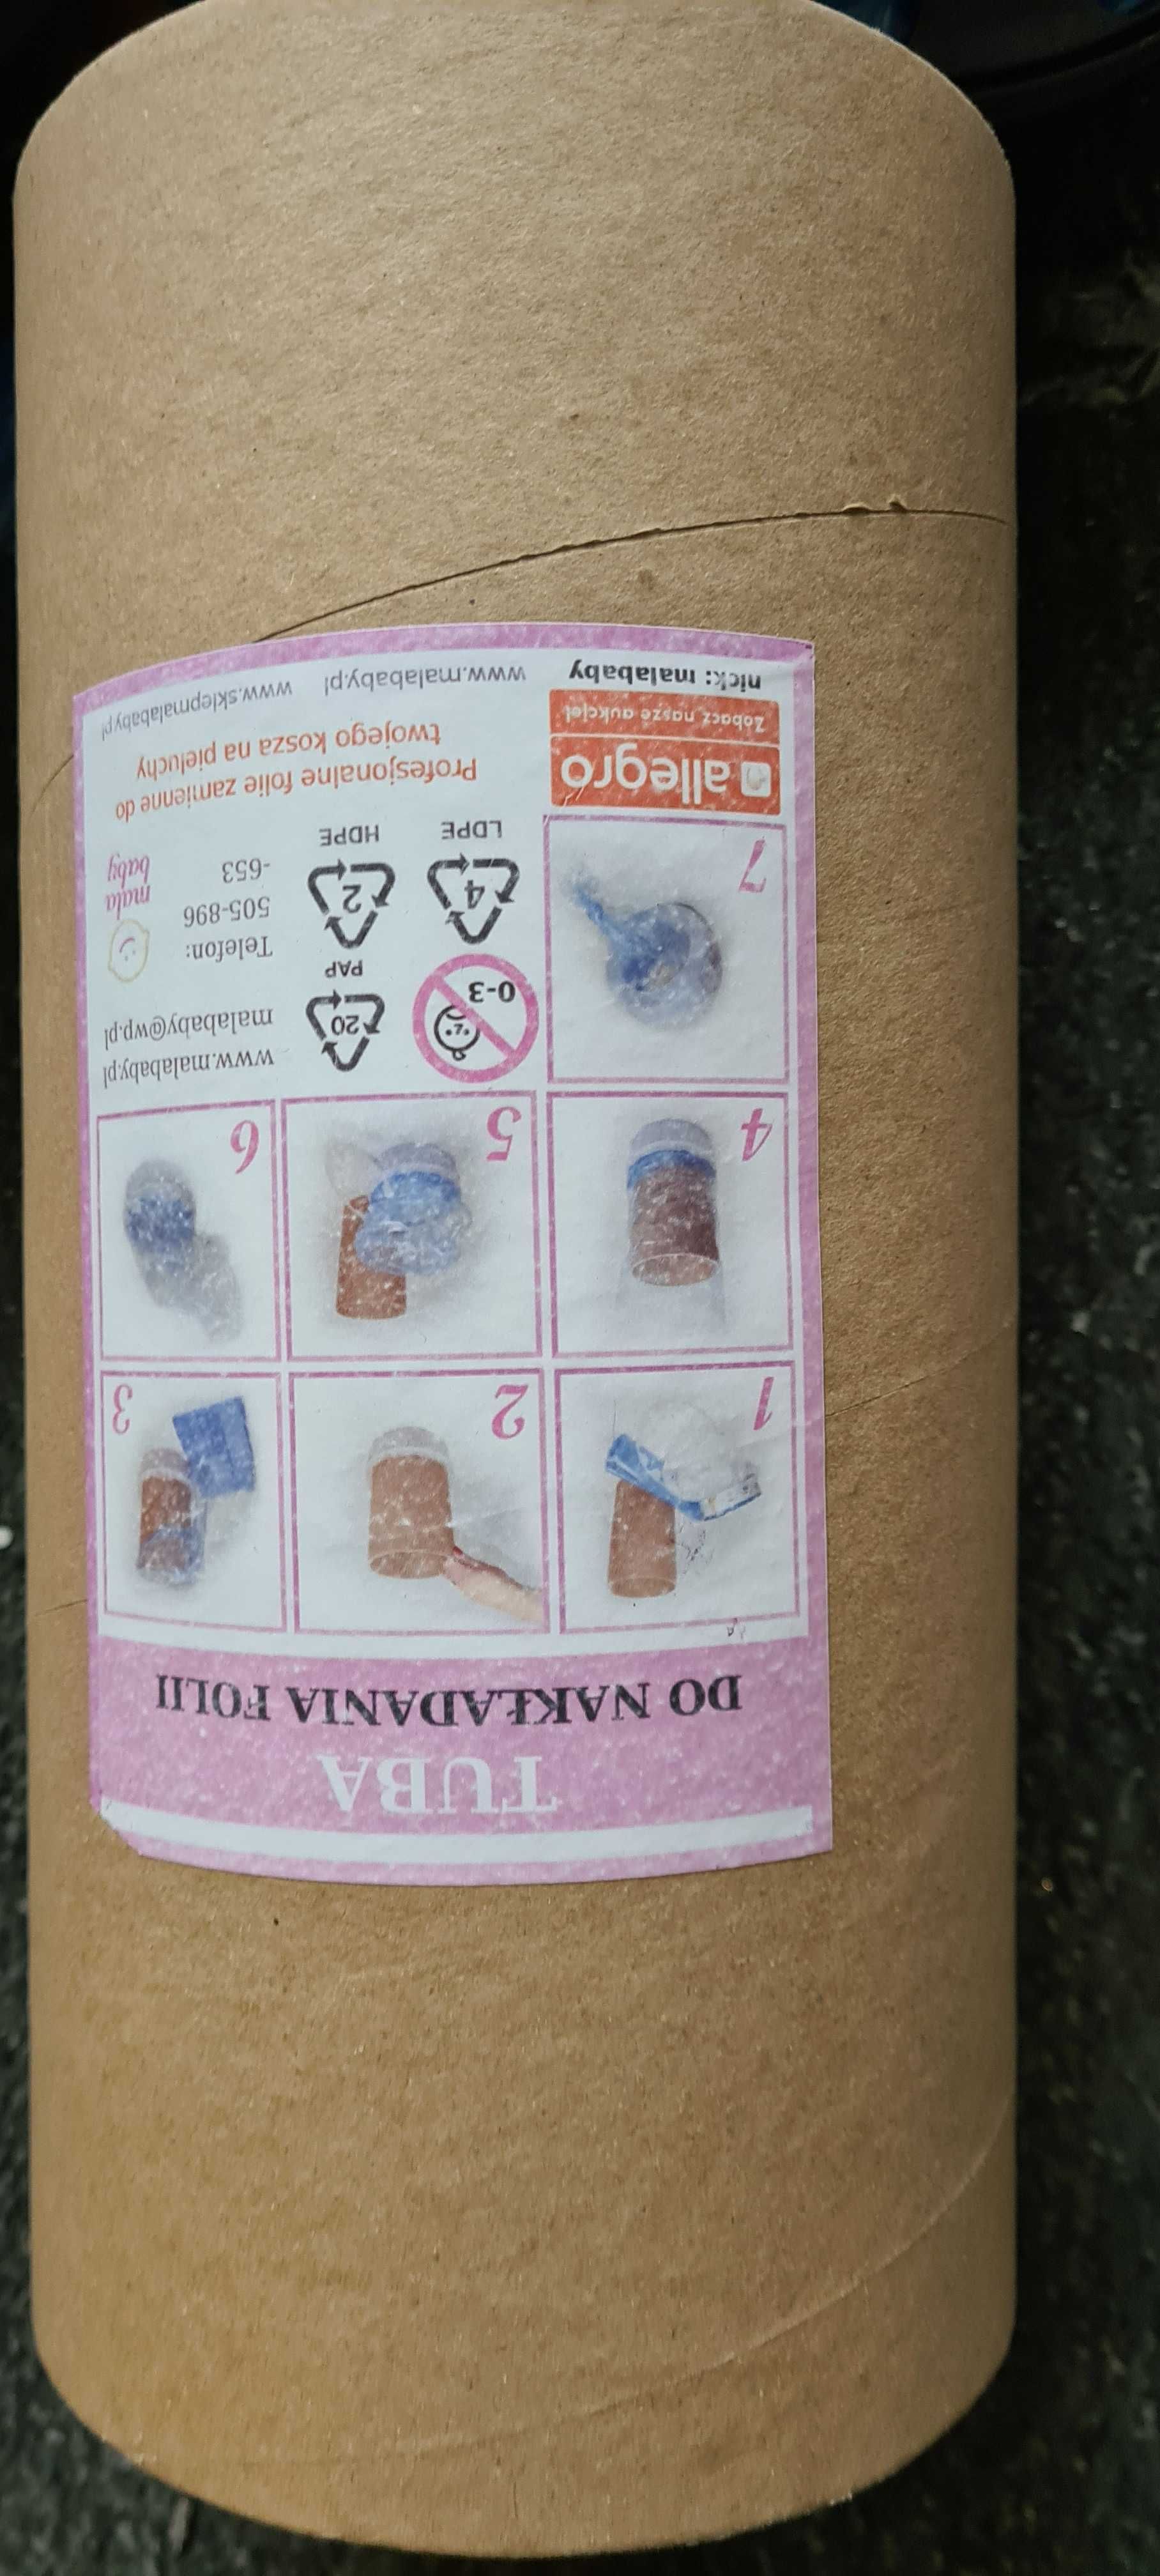 TUBA
DO NAKŁADANIA FOLII
1
2
3
4
5
6
7
0-3
20
PAP
4
LDPE
2
HDPE
www.malababy.pl
malababy@wp.pl
Telefon:
505-896
-653
mala
baby
allegro
Zobacz nasze aukcje!
nick: malababy
Profesjonalne folie zamienne do
twojego kosza na pieluchy
www.malababy.pl
www.sklepmalababy.pl